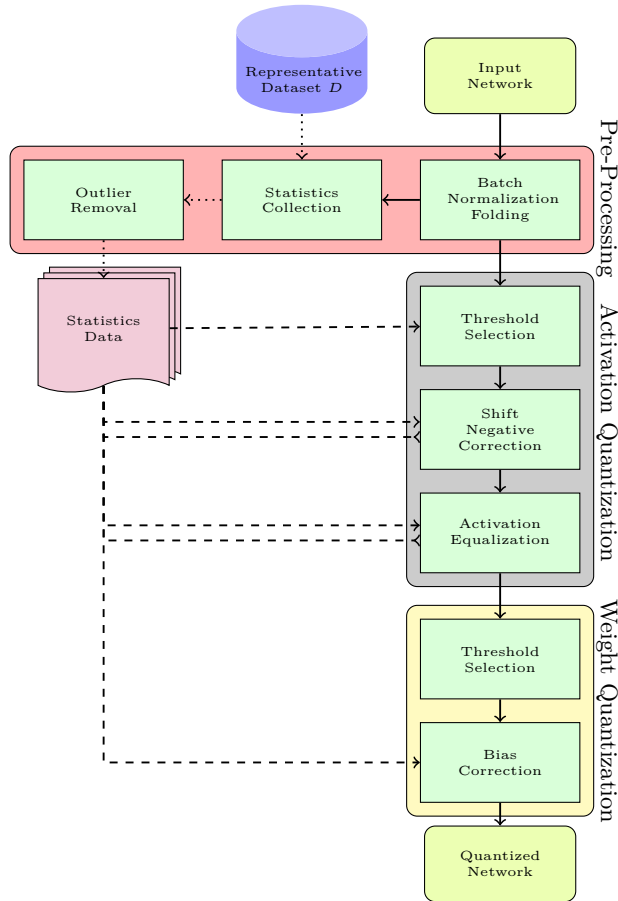 Representative
Dataset D
Input
Network
Pre-Processing
Outlier
Removal
Statistics
Collection
Batch
Normalization
Folding
Statistics
Data
Activation Quantization
Threshold
Selection
Shift
Negative
Correction
Activation
Equalization
Weight Quantization
Threshold
Selection
Bias
Correction
Quantized
Network